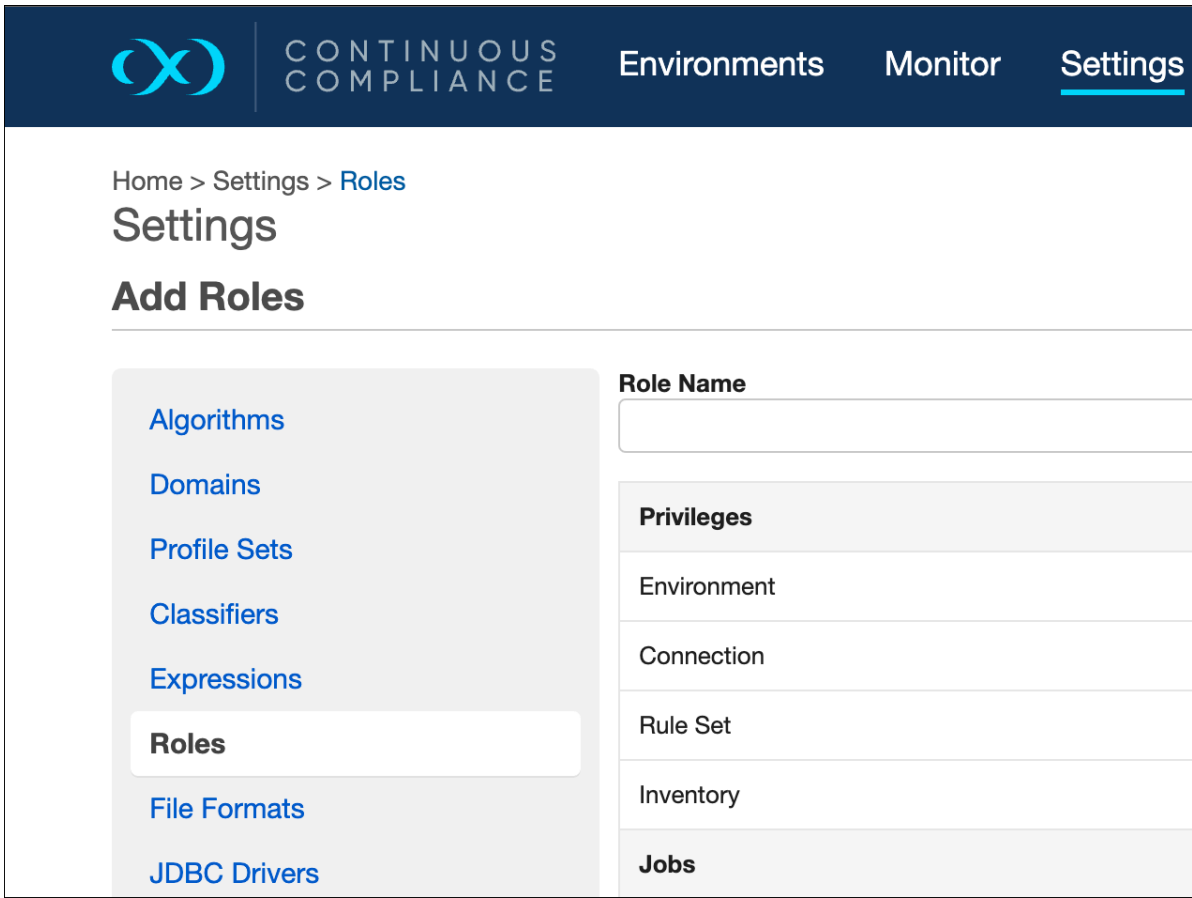 CONTINUOUS
COMPLIANCE
Environments Monitor Settings
Home > Settings > Roles
Settings
Add Roles
Algorithms
Domains
Profile Sets
Classifiers
Expressions
Roles
File Formats
JDBC Drivers
Role Name
Privileges
Environment
Connection
Rule Set
Inventory
Jobs